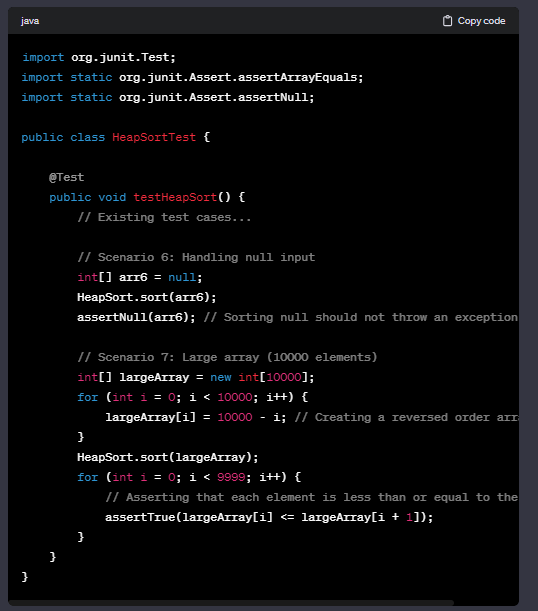 java
Copy code
import org.junit.Test;
import static org.junit.Assert.assertArrayEquals;
import static org.junit.Assert.assertNull;
public class HeapSortTest {
@Test
public void testHeapSort() {
// Existing test cases...
// Scenario 6: Handling null input
int[] arr6 = null;
HeapSort.sort(arr6);
assertNull(arr6); // Sorting null should not throw an exception
// Scenario 7: Large array (10000 elements)
int[] largeArray = new int[10000];
for (int i = 0; i < 10000; i++) {
largeArray[i] = 10000 - i; // Creating a reversed order
}
HeapSort.sort(largeArray);
for (int i = 0; i < 9999; i++) {
// Asserting that each element is less than or equal to the
assertTrue(largeArray[i] <= largeArray[i + 1]);
}
}
}